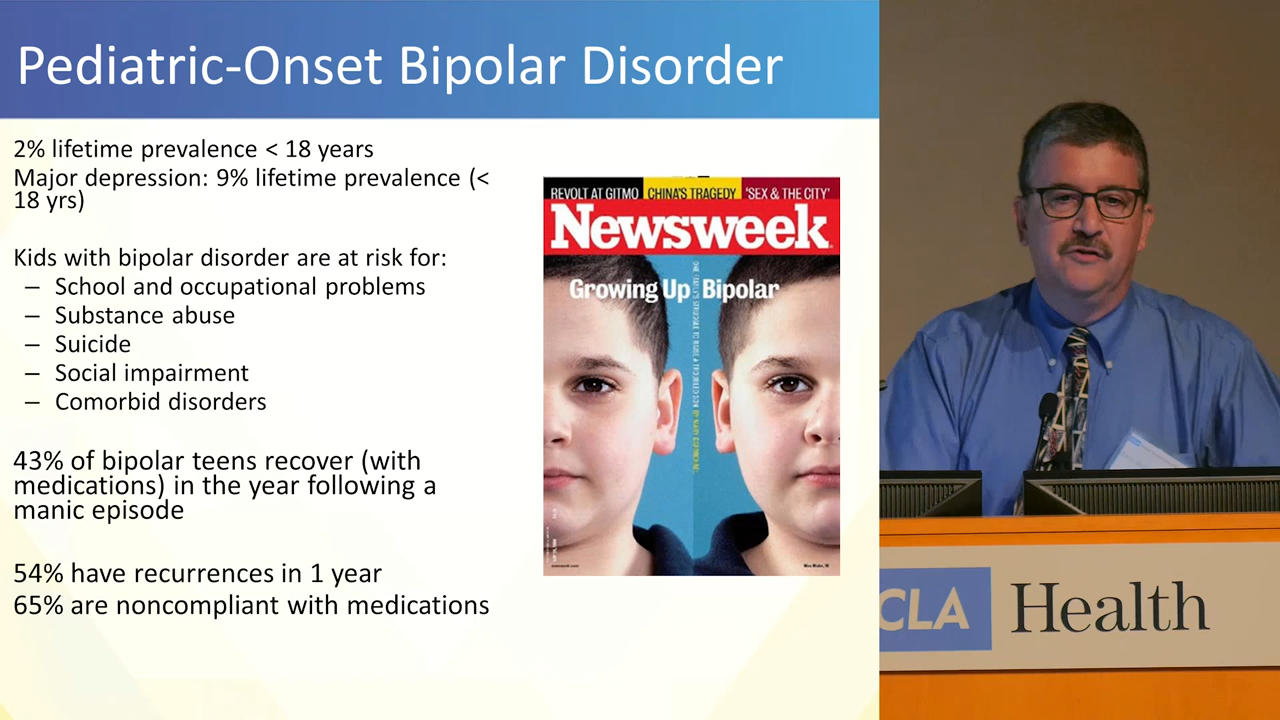 Pediatric-Onset Bipolar Disorder
2% lifetime prevalence < 18 years
Major depression: 9% lifetime prevalence (<
18 yrs)
Kids with bipolar disorder are at risk for:
– School and occupational problems
– Substance abuse
– Suicide
– Social impairment
– Comorbid disorders
43% of bipolar teens recover (with
medications) in the year following a
manic episode
54% have recurrences in 1 year
65% are noncompliant with medications
REVOLT AT GITMO CHINA'S TRAGEDY 'SEX & THE CITY'
Newsweek
Growing Up Bipolar
CLA Health